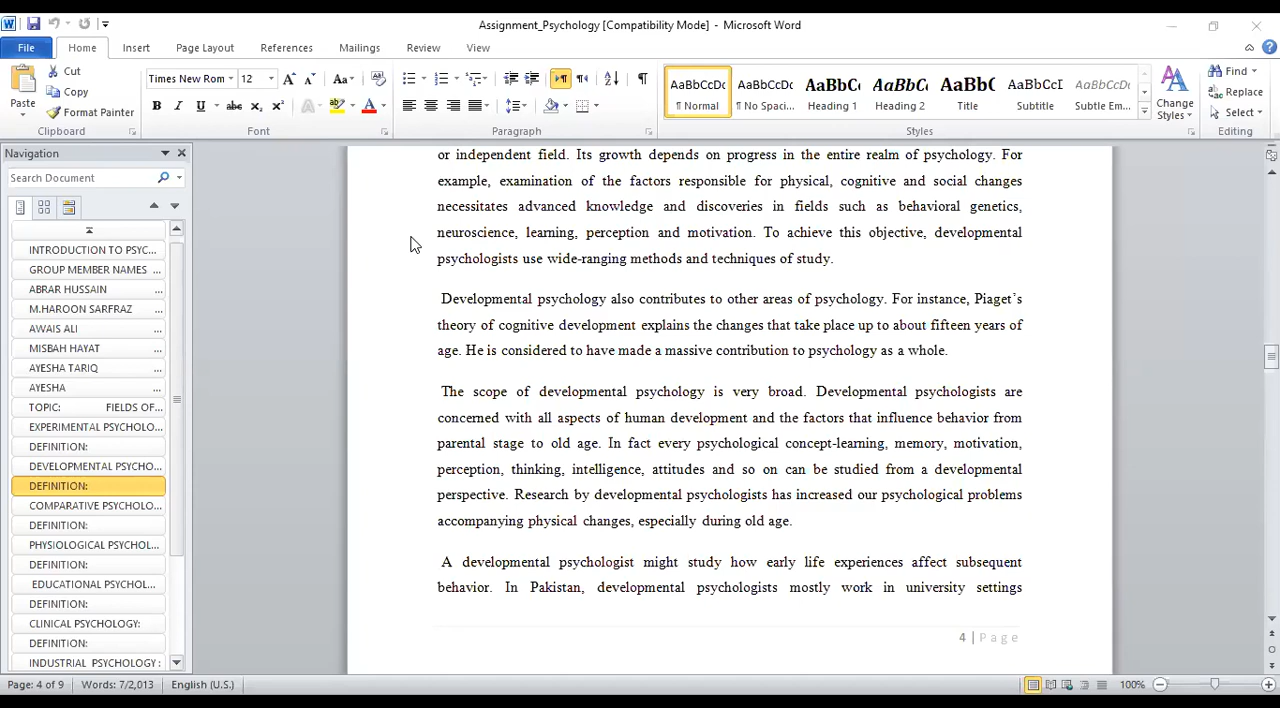 Assignment_Psychology [Compatibility Mode] - Microsoft Word
File Home Insert Page Layout References Mailings Review View
Paste Cut Copy Format Painter
Times New Rom 12
AaBbCcDc AaBbCcDc AaBbC AaBbCc AaBb( AaBbCcI AaBbCcDc
¶ Normal ¶ No Spaci... Heading 1 Heading 2 Title Subtitle Subtle Em...
Change Styles
Find Replace Select
Clipboard Font Paragraph Styles Editing
Navigation
Search Document
INTRODUCTION TO PSYC...
GROUP MEMBER NAMES ...
ABRAR HUSSAIN ...
M.HAROON SARFRAZ ...
AWAIS ALI ...
MISBAH HAYAT ...
AYESHA TARIQ ...
AYESHA ...
TOPIC: FIELDS OF...
EXPERIMENTAL PSYCHOLO...
DEFINITION:
DEVELOPMENTAL PSYCHO...
DEFINITION:
COMPARATIVE PSYCHOLO...
DEFINITION:
PHYSIOLOGICAL PSYCHOL...
DEFINITION:
EDUCATIONAL PSYCHOL...
DEFINITION:
CLINICAL PSYCHOLOGY:
DEFINITION:
INDUSTRIAL PSYCHOLOGY :
or independent field. Its growth depends on progress in the entire realm of psychology. For
example, examination of the factors responsible for physical, cognitive and social changes
necessitates advanced knowledge and discoveries in fields such as behavioral genetics,
neuroscience, learning, perception and motivation. To achieve this objective, developmental
psychologists use wide-ranging methods and techniques of study.
Developmental psychology also contributes to other areas of psychology. For instance, Piaget's
theory of cognitive development explains the changes that take place up to about fifteen years of
age. He is considered to have made a massive contribution to psychology as a whole.
The scope of developmental psychology is very broad. Developmental psychologists are
concerned with all aspects of human development and the factors that influence behavior from
parental stage to old age. In fact every psychological concept-learning, memory, motivation,
perception, thinking, intelligence, attitudes and so on can be studied from a developmental
perspective. Research by developmental psychologists has increased our psychological problems
accompanying physical changes, especially during old age.
A developmental psychologist might study how early life experiences affect subsequent
behavior. In Pakistan, developmental psychologists mostly work in university settings
4 | Page
Page: 4 of 9 Words: 7/2,013 English (U.S.) 100%